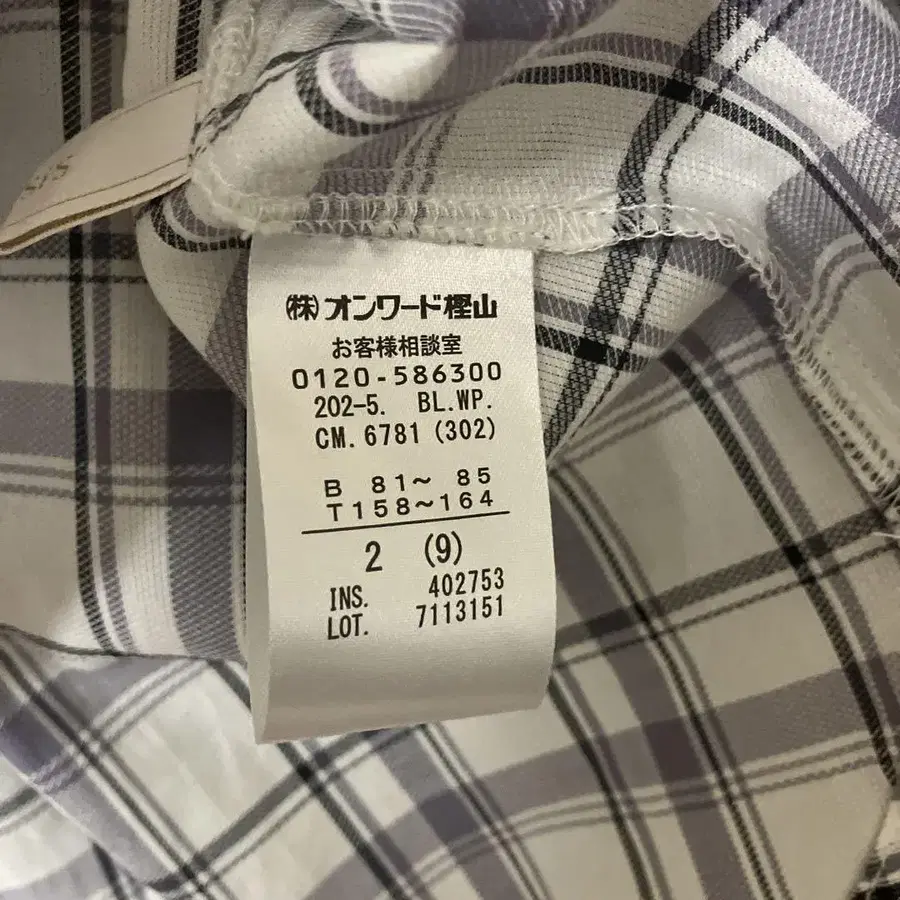 ㈱オンワード樫山
お客様相談室
0120-586300
202-5. BL.WP.
CM. 6781 (302)
B 81～ 85
T158～164
2 (9)
INS. 402753
LOT. 7113151